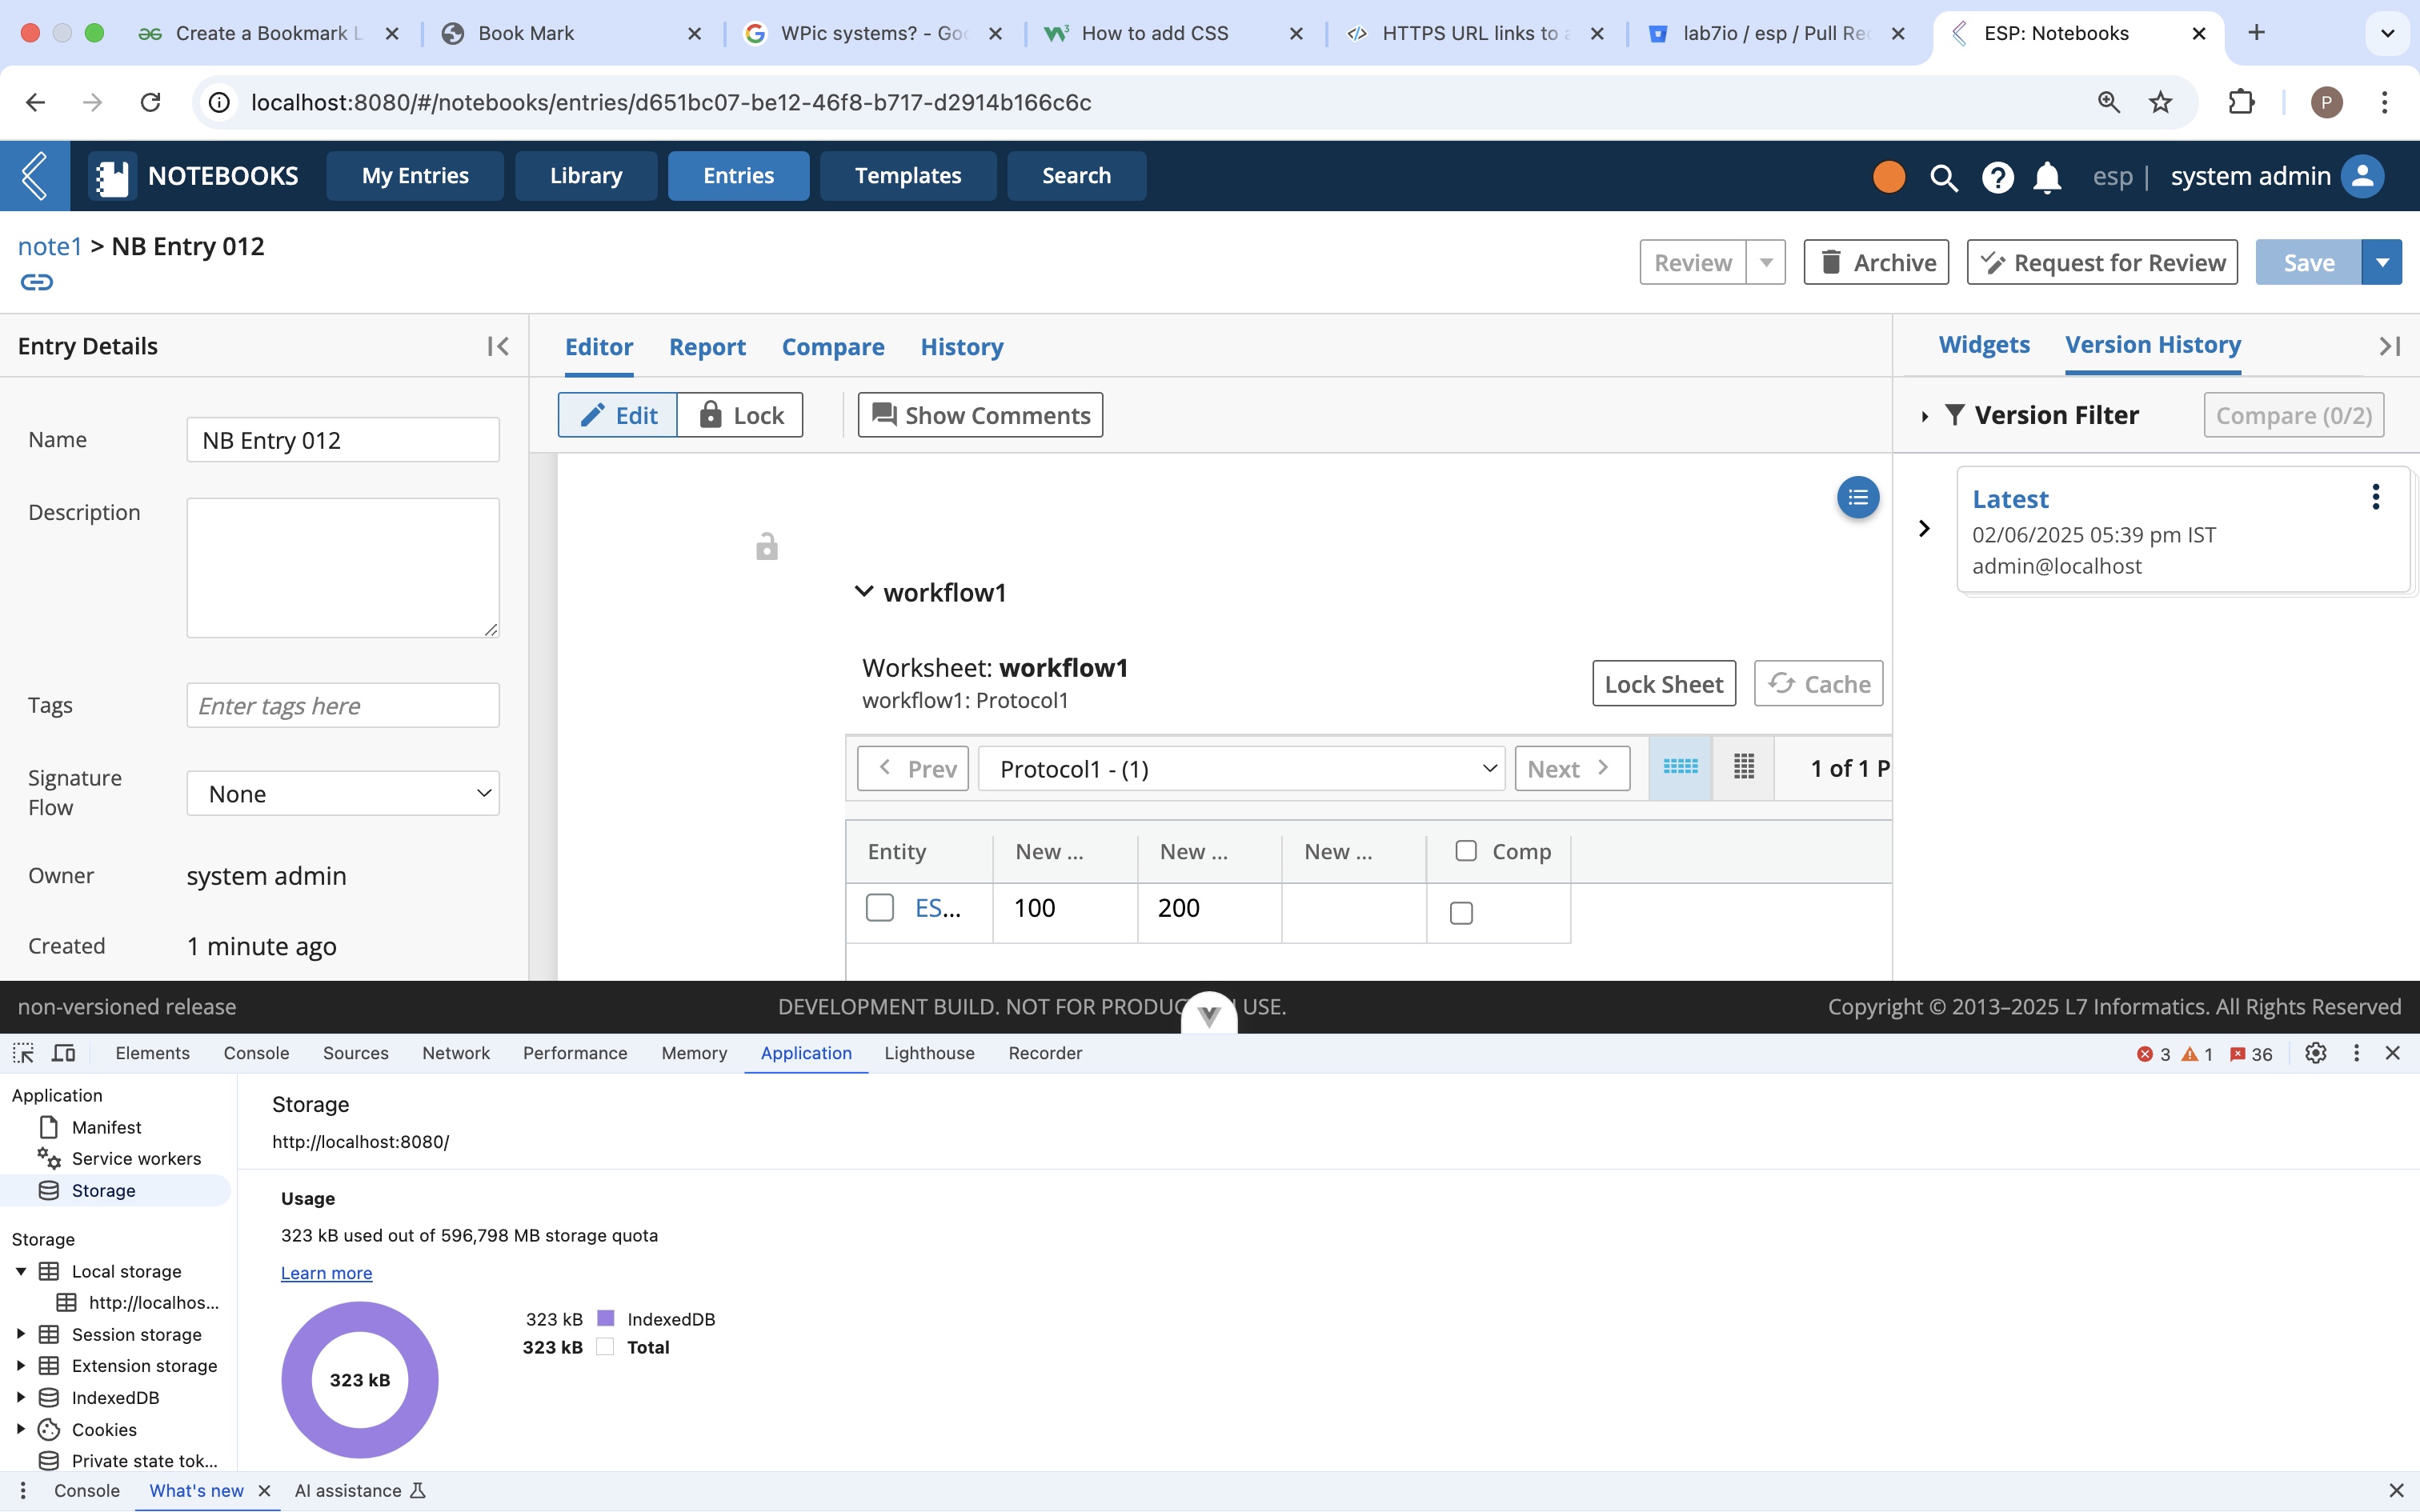 Create a Bookmark L
Book Mark
WPic systems? - Goo
How to add CSS
HTTPS URL links to a
lab7io / esp / Pull Rec
ESP: Notebooks
localhost:8080/#/notebooks/entries/d651bc07-be12-46f8-b717-d2914b166c6c
P
NOTEBOOKS
My Entries
Library
Entries
Templates
Search
esp |
system admin
note1 > NB Entry 012
Review
Archive
Request for Review
Save
Entry Details
Editor
Report
Compare
History
Widgets
Version History
Edit
Lock
Show Comments
Version Filter
Compare (0/2)
Name
NB Entry 012
Description
Latest
02/06/2025 05:39 pm IST
admin@localhost
workflow1
Worksheet: workflow1
workflow1: Protocol1
Lock Sheet
Cache
Tags
Enter tags here
Prev
Protocol1 - (1)
Next
1 of 1 P
Signature
Flow
None
Entity
New ...
New ...
New ...
Comp
Owner
system admin
ES...
100
200
Created
1 minute ago
non-versioned release
DEVELOPMENT BUILD. NOT FOR PRODUC
USE.
Copyright © 2013–2025 L7 Informatics. All Rights Reserved
Elements
Console
Sources
Network
Performance
Memory
Application
Lighthouse
Recorder
3
1
36
Application
Manifest
Service workers
Storage
Storage
Local storage
http://localhos...
Session storage
Extension storage
IndexedDB
Cookies
Private state tok...
Storage
http://localhost:8080/
Usage
323 kB used out of 596,798 MB storage quota
Learn more
323 kB
323 kB IndexedDB
323 kB Total
Console
What's new
AI assistance